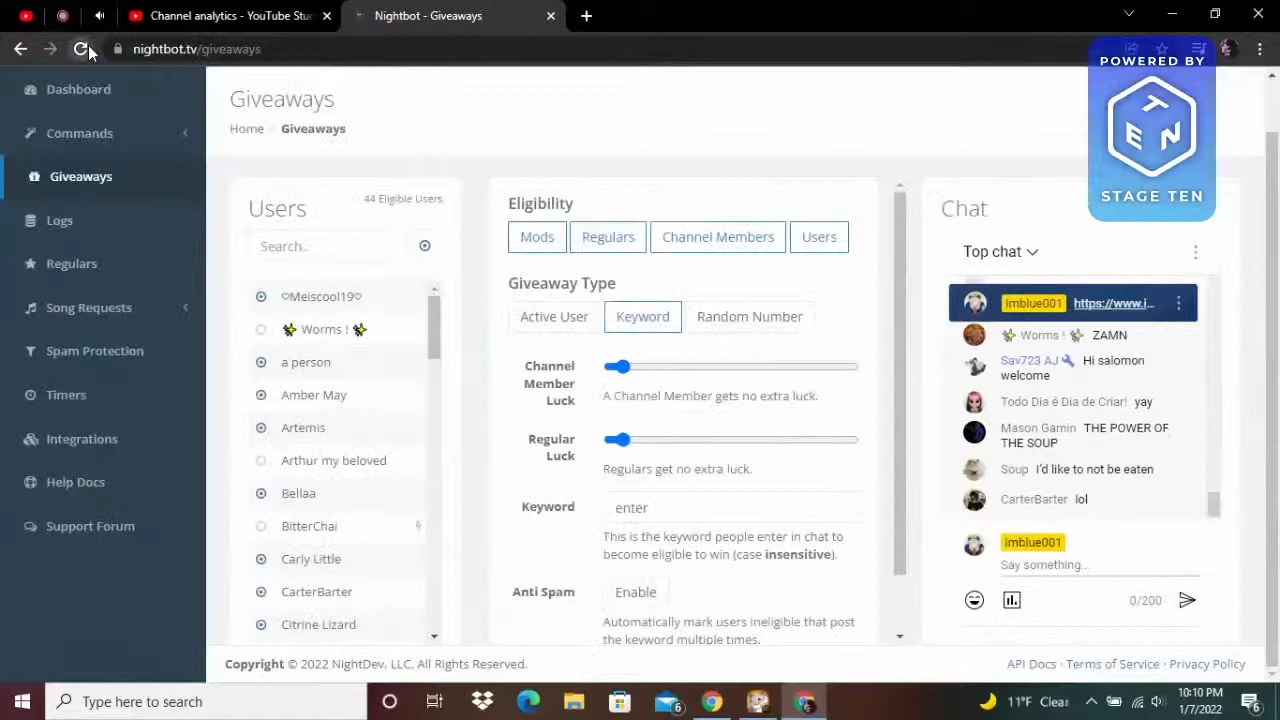 Channel analytics - YouTube Stu
Nightbot - Giveaways
nightbot.tv/giveaways
POWERED BY
TEN
STAGE TEN
Dashboard
Commands
Giveaways
Logs
Regulars
Song Requests
Spam Protection
Timers
Integrations
Help Docs
Support Forum
Giveaways
Home Giveaways
Users
44 Eligible Users
Search...
♡Meiscool19♡
✨ Worms ! ✨
a person
Amber May
Artemis
Arthur my beloved
Bellaa
BitterChai
Carly Little
CarterBarter
Citrine Lizard
Eligibility
Mods
Regulars
Channel Members
Users
Giveaway Type
Active User
Keyword
Random Number
Channel
Member
Luck
A Channel Member gets no extra luck.
Regular
Luck
Regulars get no extra luck.
Keyword
enter
This is the keyword people enter in chat to
become eligible to win (case insensitive).
Anti Spam
Enable
Automatically mark users ineligible that post
the keyword multiple times.
Chat
Top chat
Imblue001 https://www.i...
✨ Worms ! ✨ ZAMN
Sav723 AJ Hi salomon
welcome
Todo Dia é Dia de Criar! yay
Mason Gamin THE POWER OF
THE SOUP
Soup I'd like to not be eaten
CarterBarter lol
Imblue001
Say something...
0/200
Copyright © 2022 NightDev, LLC. All Rights Reserved.
API Docs · Terms of Service · Privacy Policy
Type here to search
6
11°F Clear
10:10 PM
1/7/2022
6